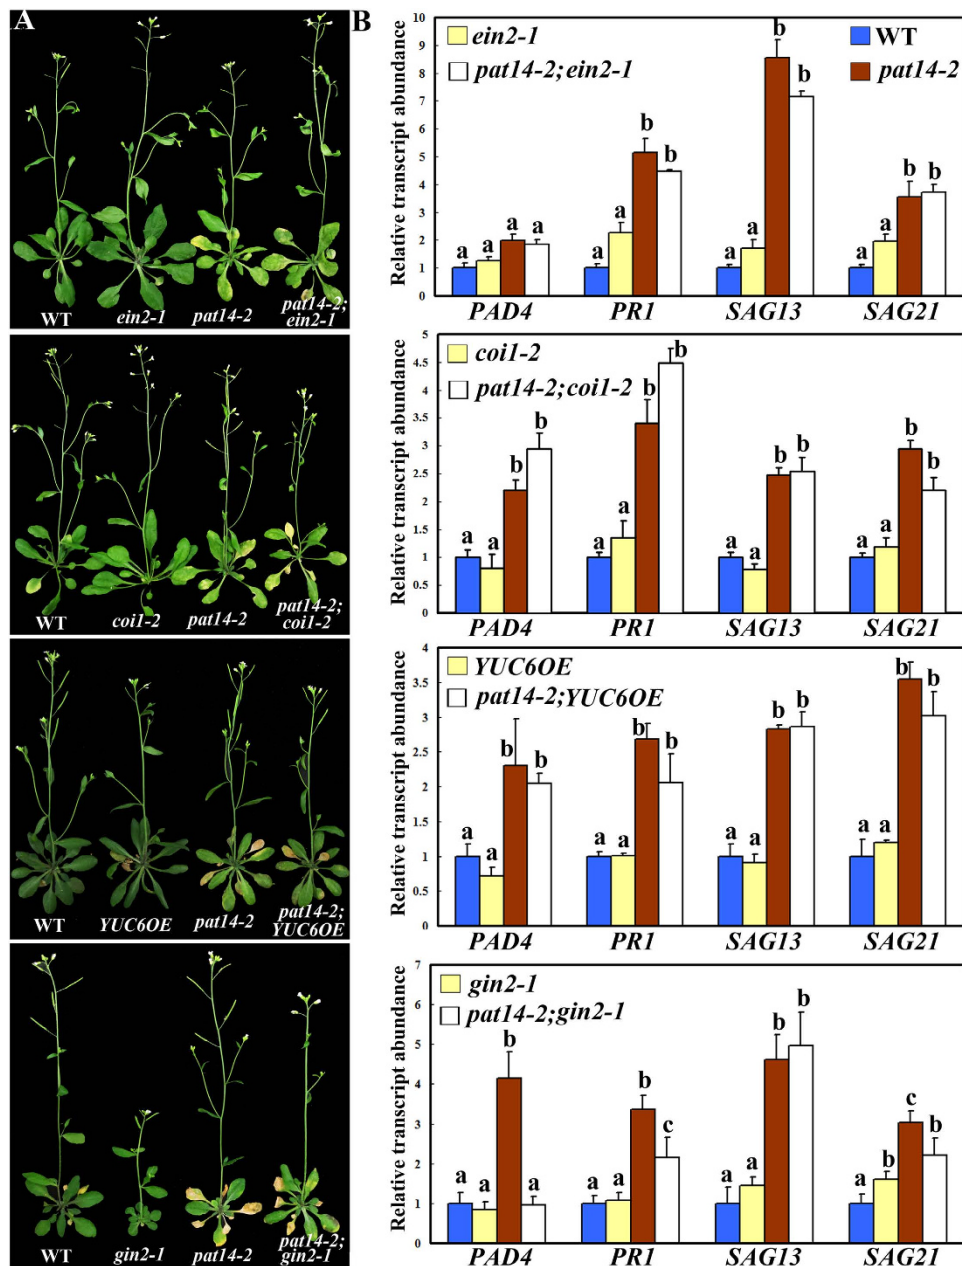 A
WT
ein2-1
pat14-2
pat14-2;
ein2-1
WT
coi1-2
pat14-2
pat14-2;
coi1-2
WT
YUC6OE
pat14-2
pat14-2;
YUC6OE
WT
gin2-1
pat14-2
pat14-2;
gin2-1
B
Relative transcript abundance
10
9
8
7
6
5
4
3
2
1
0
ein2-1
pat14-2;ein2-1
WT
pat14-2
a a a a
a a b b
a a b b
a a b b
PAD4 PR1 SAG13 SAG21
Relative transcript abundance
5
4.5
4
3.5
3
2.5
2
1.5
1
0.5
0
coi1-2
pat14-2;coi1-2
a a b b
a a b b
a a b b
a a b b
PAD4 PR1 SAG13 SAG21
Relative transcript abundance
4
3.5
3
2.5
2
1.5
1
0.5
0
YUC6OE
pat14-2;YUC6OE
a a b b
a a b b
a a b b
a a b b
PAD4 PR1 SAG13 SAG21
Relative transcript abundance
7
6
5
4
3
2
1
0
gin2-1
pat14-2;gin2-1
a a b a
a a b c
a a b b
a b c b
PAD4 PR1 SAG13 SAG21